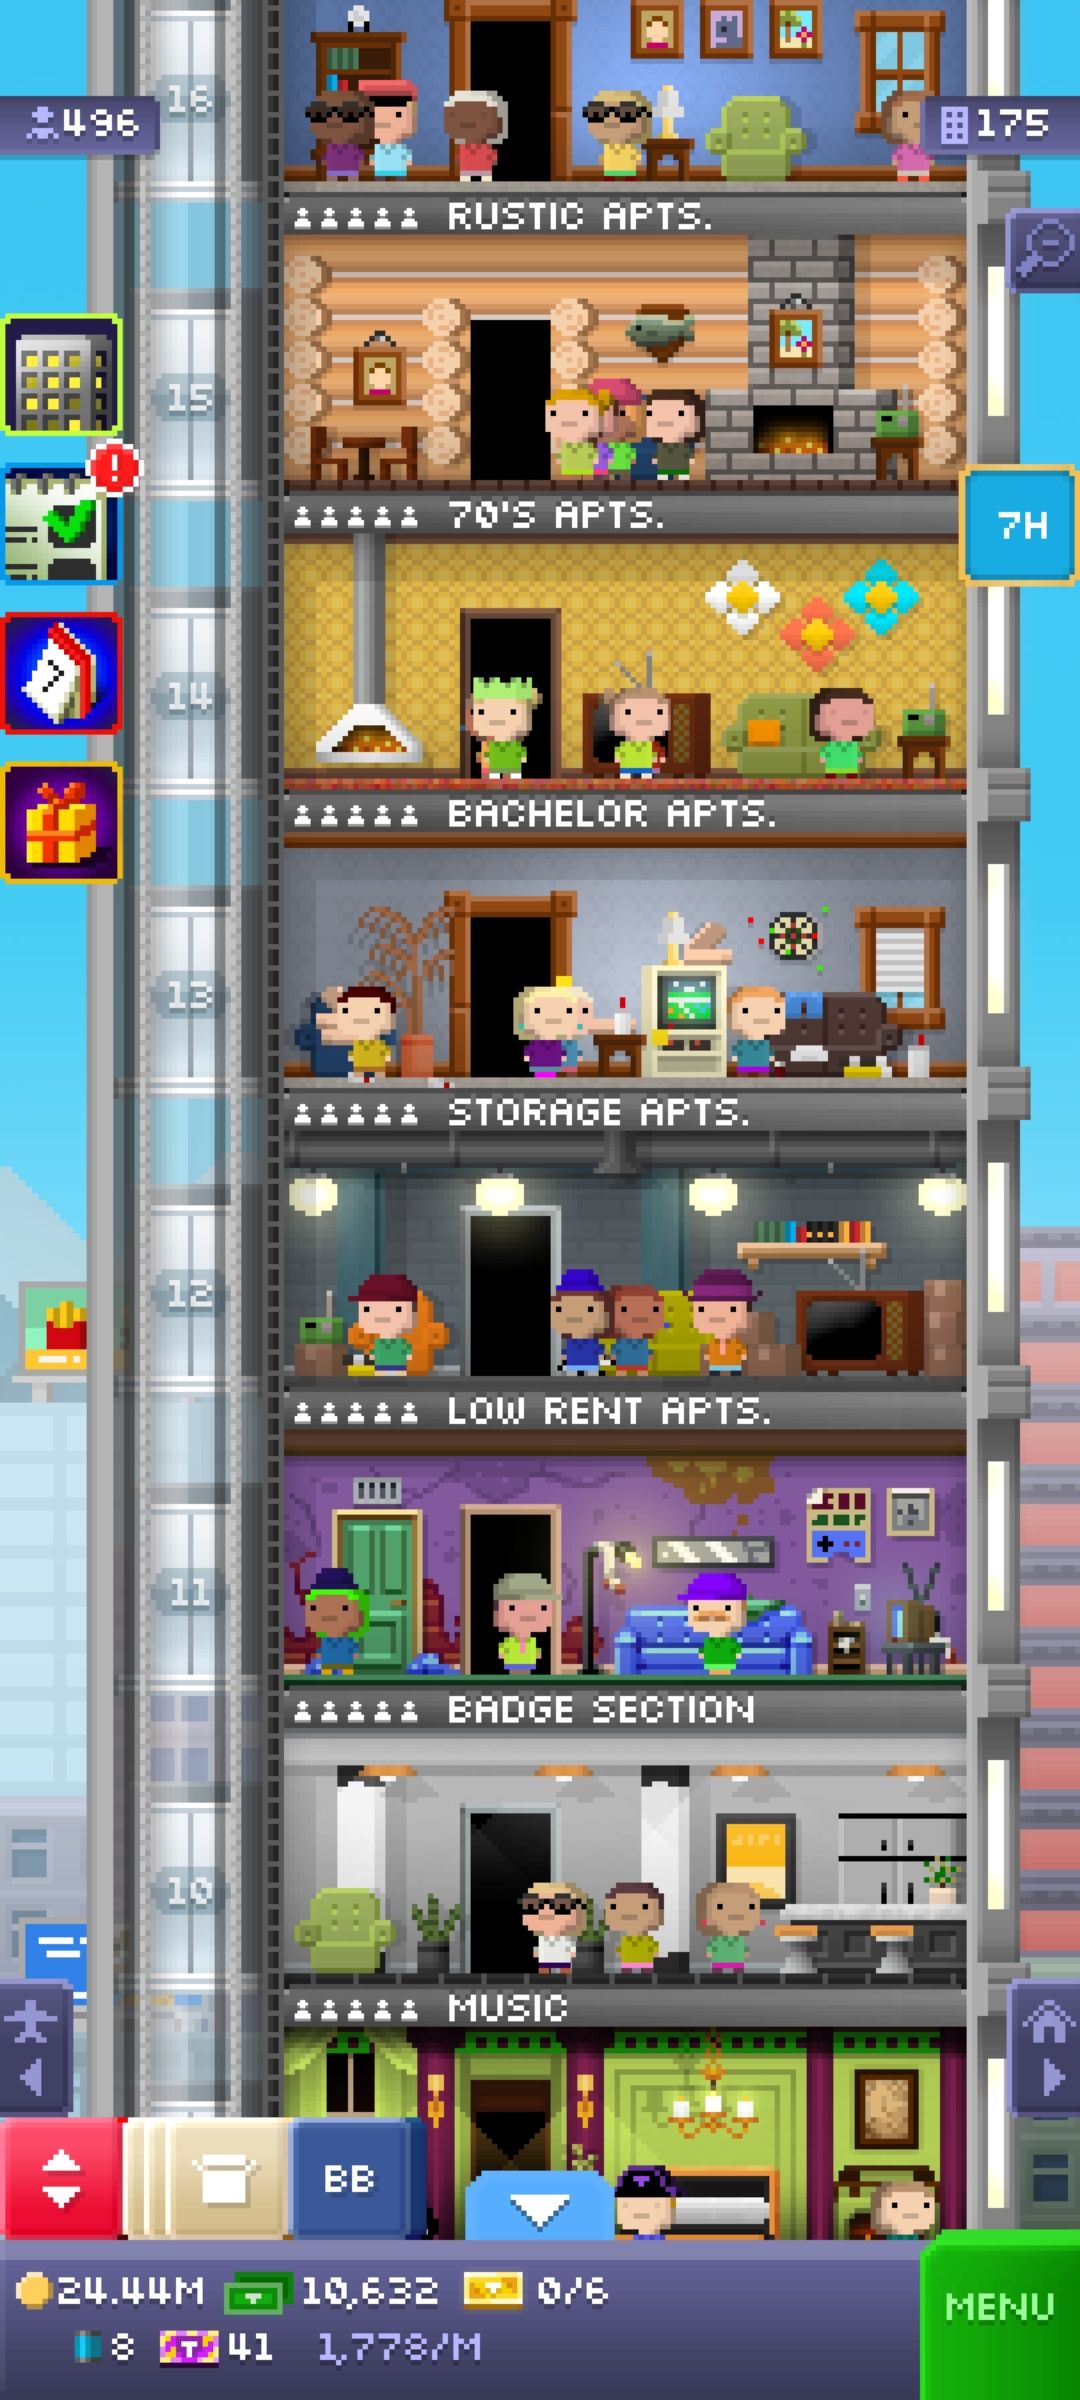 16
496
175
RUSTIC APTS.
15
70'S APTS.
7H
14
BACHELOR APTS.
13
STORAGE APTS.
12
LOW RENT APTS.
11
BADGE SECTION
10
MUSIC
BB
24.44M 10,632 0/6
MENU
8 41 1,778/M